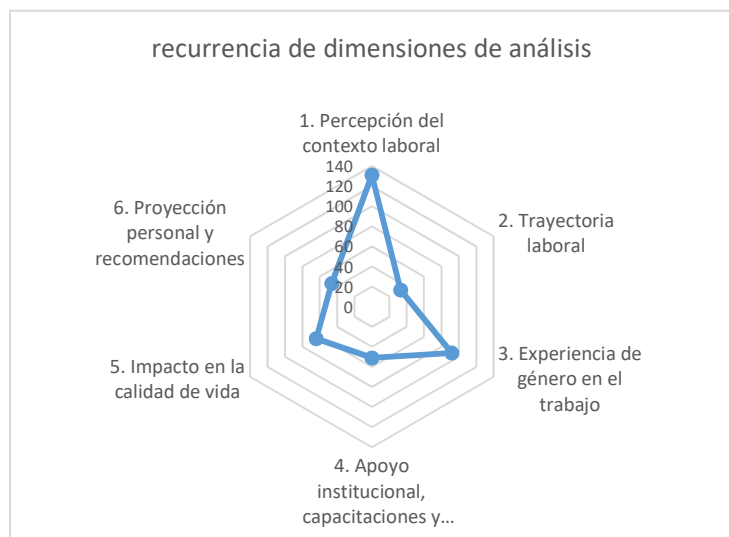 recurrencia de dimensiones de análisis
1. Percepción del
contexto laboral
140
120
100
80
60
40
20
0
2. Trayectoria
laboral
3. Experiencia de
género en el
trabajo
4. Apoyo
institucional,
capacitaciones y...
5. Impacto en la
calidad de vida
6. Proyección
personal y
recomendaciones